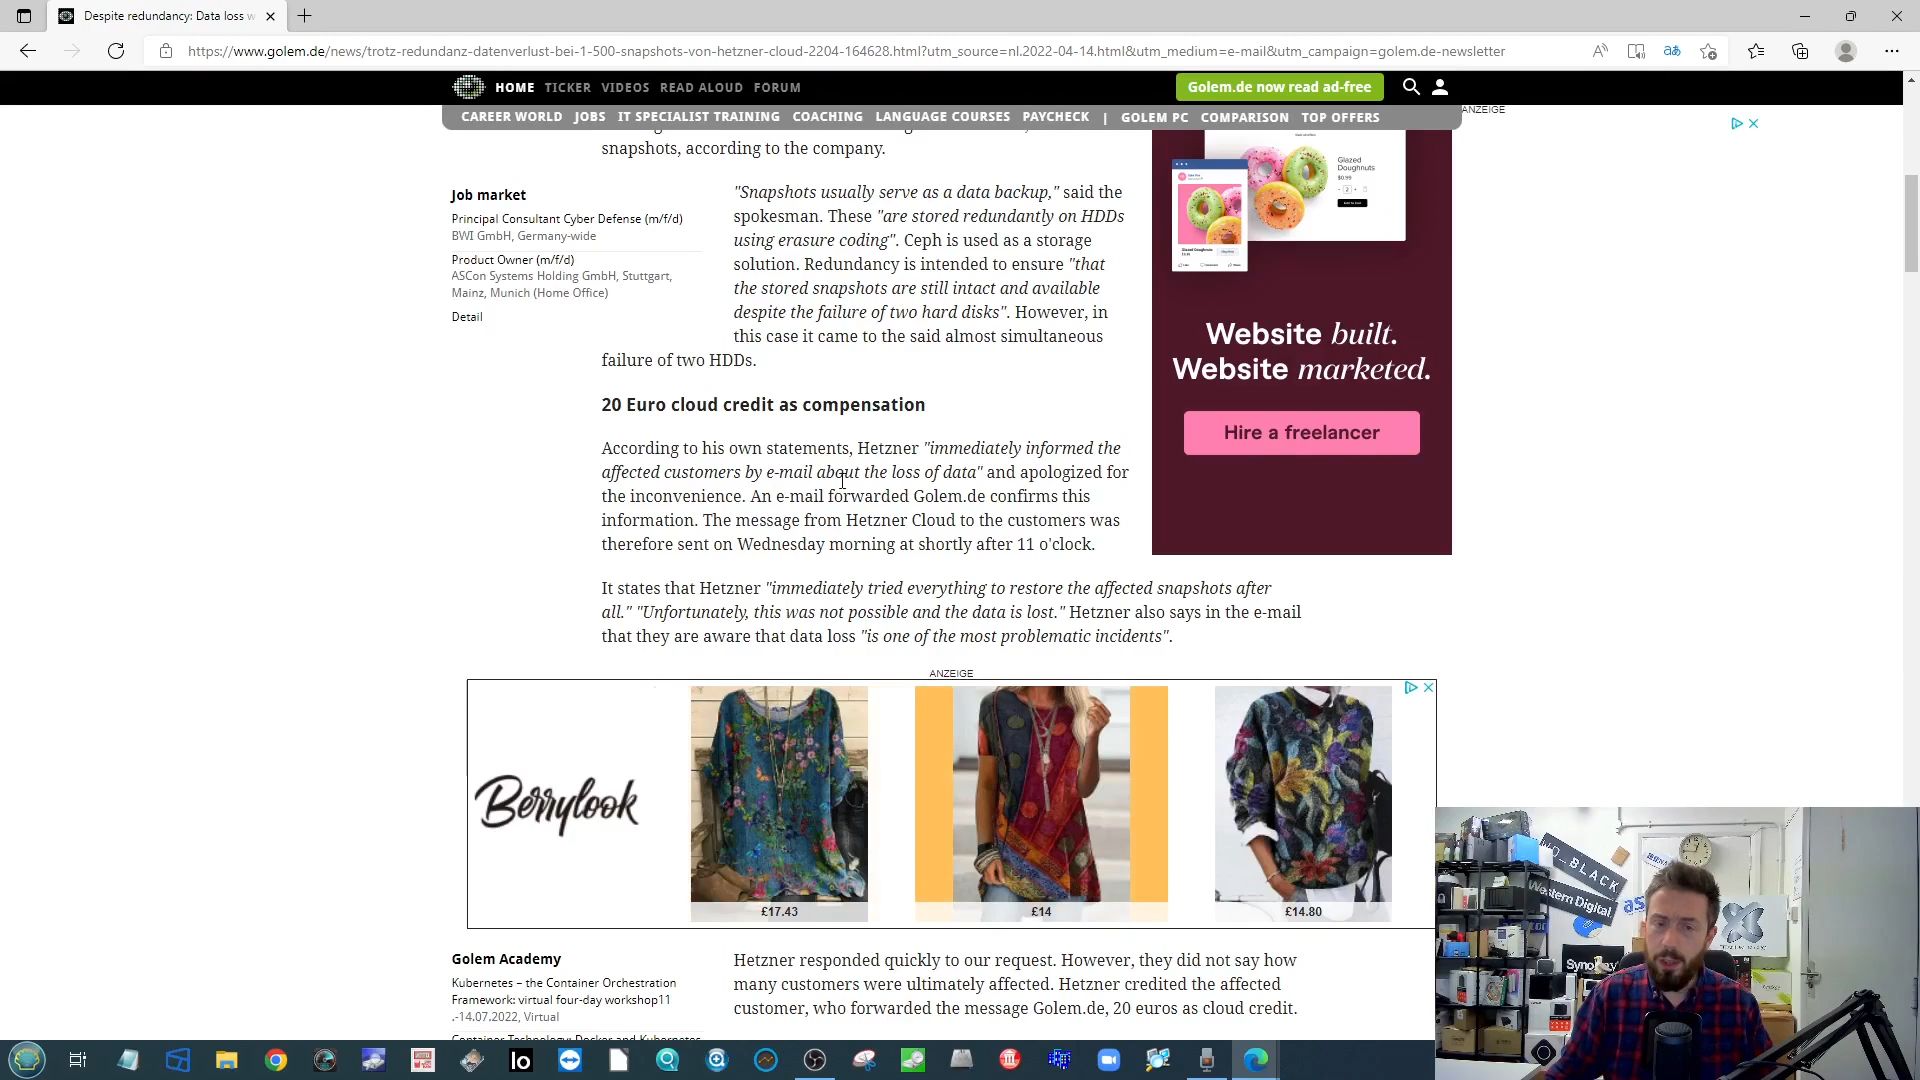 Despite redundancy: Data loss w
https://www.golem.de/news/trotz-redundanz-datenverlust-bei-1-500-snapshots-von-hetzner-cloud-2204-164628.html?utm_source=nl.2022-04-14.html&utm_medium=e-mail&utm_campaign=golem.de-newsletter
HOME TICKER VIDEOS READ ALOUD FORUM
Golem.de now read ad-free
CAREER WORLD JOBS IT SPECIALIST TRAINING COACHING LANGUAGE COURSES PAYCHECK | GOLEM PC COMPARISON TOP OFFERS
ANZEIGE
snapshots, according to the company.
Job market
Principal Consultant Cyber Defense (m/f/d)
BWI GmbH, Germany-wide
Product Owner (m/f/d)
ASCon Systems Holding GmbH, Stuttgart,
Mainz, Munich (Home Office)
Detail
"Snapshots usually serve as a data backup," said the
spokesman. These "are stored redundantly on HDDs
using erasure coding". Ceph is used as a storage
solution. Redundancy is intended to ensure "that
the stored snapshots are still intact and available
despite the failure of two hard disks". However, in
this case it came to the said almost simultaneous
failure of two HDDs.
Glazed
Doughnuts
$0.99
Website built.
Website marketed.
Hire a freelancer
20 Euro cloud credit as compensation
According to his own statements, Hetzner "immediately informed the
affected customers by e-mail about the loss of data" and apologized for
the inconvenience. An e-mail forwarded Golem.de confirms this
information. The message from Hetzner Cloud to the customers was
therefore sent on Wednesday morning at shortly after 11 o'clock.
It states that Hetzner "immediately tried everything to restore the affected snapshots after
all." "Unfortunately, this was not possible and the data is lost." Hetzner also says in the e-mail
that they are aware that data loss "is one of the most problematic incidents".
ANZEIGE
Berrylook
£17.43
£14
£14.80
Golem Academy
Kubernetes – the Container Orchestration
Framework: virtual four-day workshop11
.-14.07.2022, Virtual
Container Technology: Docker and Kubernetes
Hetzner responded quickly to our request. However, they did not say how
many customers were ultimately affected. Hetzner credited the affected
customer, who forwarded the message Golem.de, 20 euros as cloud credit.
WD_BLACK
Western Digital
Synology